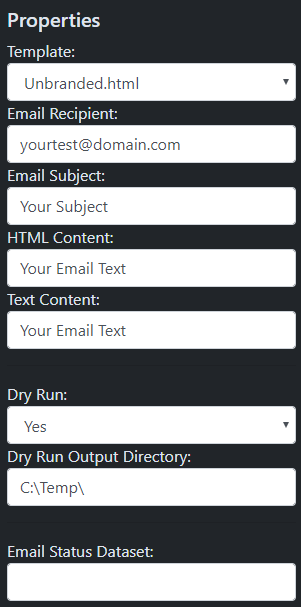 Properties
Template:
Unbranded.html
Email Recipient:
yourtest@domain.com
Email Subject:
Your Subject
HTML Content:
Your Email Text
Text Content:
Your Email Text
Dry Run:
Yes
Dry Run Output Directory:
C:\Temp\
Email Status Dataset: